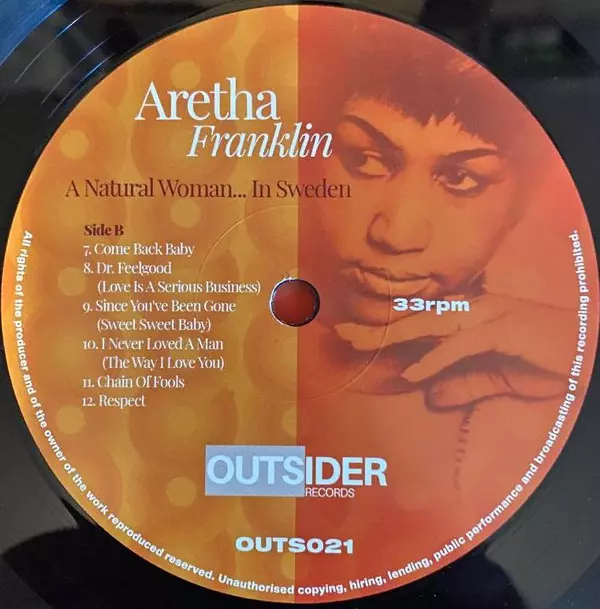 Aretha
Franklin
A Natural Woman... In Sweden
Side B
7. Come Back Baby
8. Dr. Feelgood
(Love Is A Serious Business)
9. Since You've Been Gone
(Sweet Sweet Baby)
10. I Never Loved A Man
(The Way I Love You)
11. Chain Of Fools
12. Respect
33rpm
OUTSIDER
RECORDS
OUTS021
All rights of the producer and of the owner of the work reproduced reserved. Unauthorised copying, hiring, lending, public performance and broadcasting of this recording prohibited.